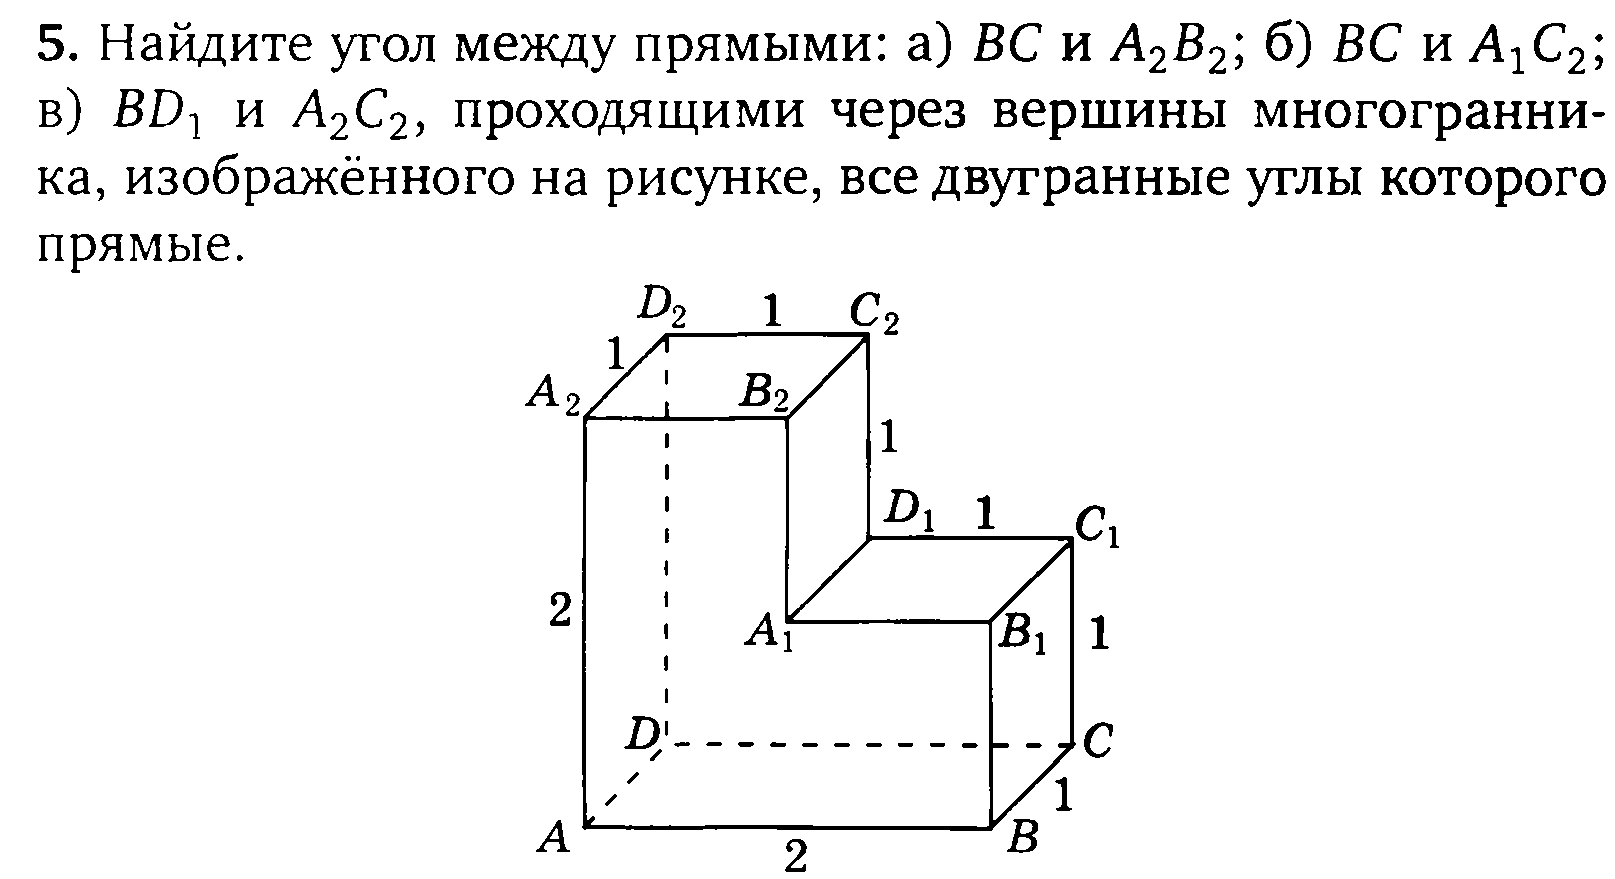 5. Найдите угол между прямыми: а) BC и A₂B₂; б) BC и A₁C₂;
в) BD₁ и A₂C₂, проходящими через вершины многогранни-
ка, изображённого на рисунке, все двугранные углы которого
прямые.
D₂ 1 C₂
1
A₂ B₂
1
D₁ 1 C₁
2
A₁ B₁ 1
D C
1
A 2 B